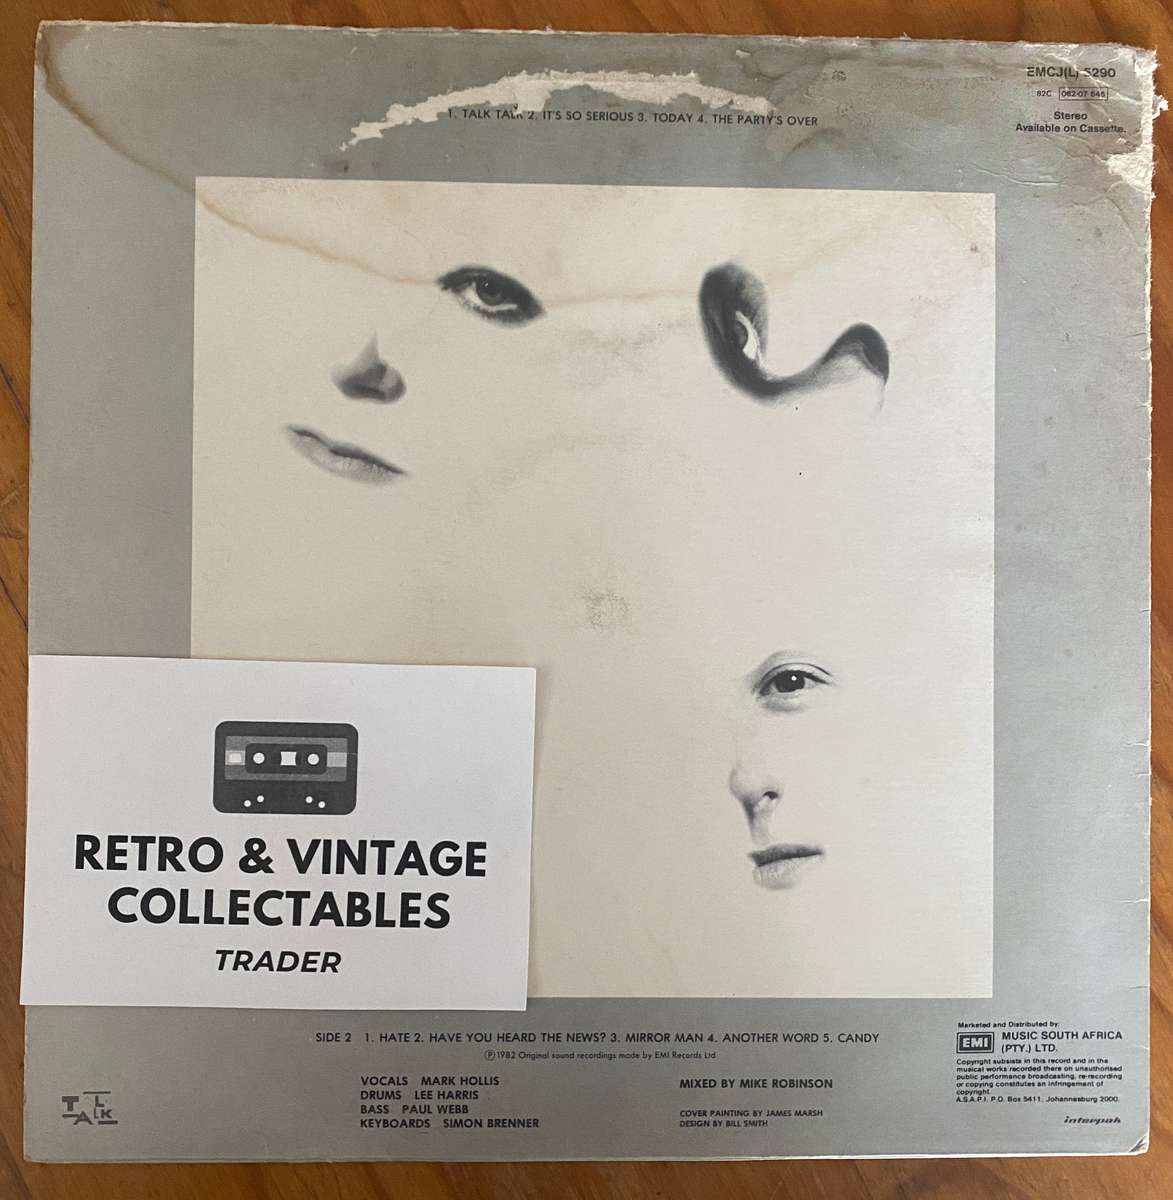 EMCJ(L) 5290
82C 062-07 646
Stereo
Available on Cassette.
1. TALK TALK 2. IT'S SO SERIOUS 3. TODAY 4. THE PARTY'S OVER
RETRO & VINTAGE
COLLECTABLES
TRADER
SIDE 2 1. HATE 2. HAVE YOU HEARD THE NEWS? 3. MIRROR MAN 4. ANOTHER WORD 5. CANDY
Ⓟ1982 Original sound recordings made by EMI Records Ltd
VOCALS MARK HOLLIS
DRUMS LEE HARRIS
BASS PAUL WEBB
KEYBOARDS SIMON BRENNER
MIXED BY MIKE ROBINSON
COVER PAINTING BY JAMES MARSH
DESIGN BY BILL SMITH
Marketed and Distributed by:
EMI MUSIC SOUTH AFRICA
(PTY.) LTD.
Copyright subsists in this record and in the
musical works recorded there on unauthorised
public performance broadcasting, re-recording
or copying constitutes an infringement of
copyright.
A.S.A.P.I. P.O. Box 5411. Johannesburg 2000.
interpak
TALK
TALK